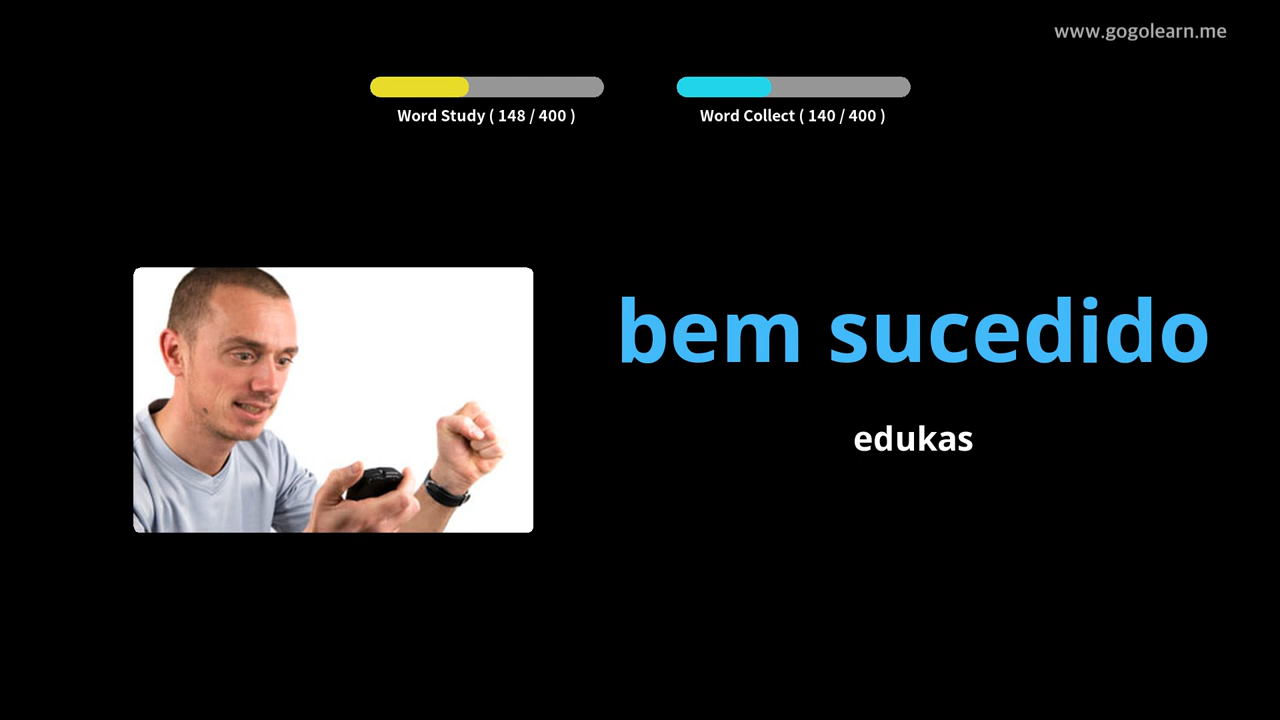 www.gogolearn.me
Word Study ( 148 / 400 )
Word Collect ( 140 / 400 )
bem sucedido
edukas